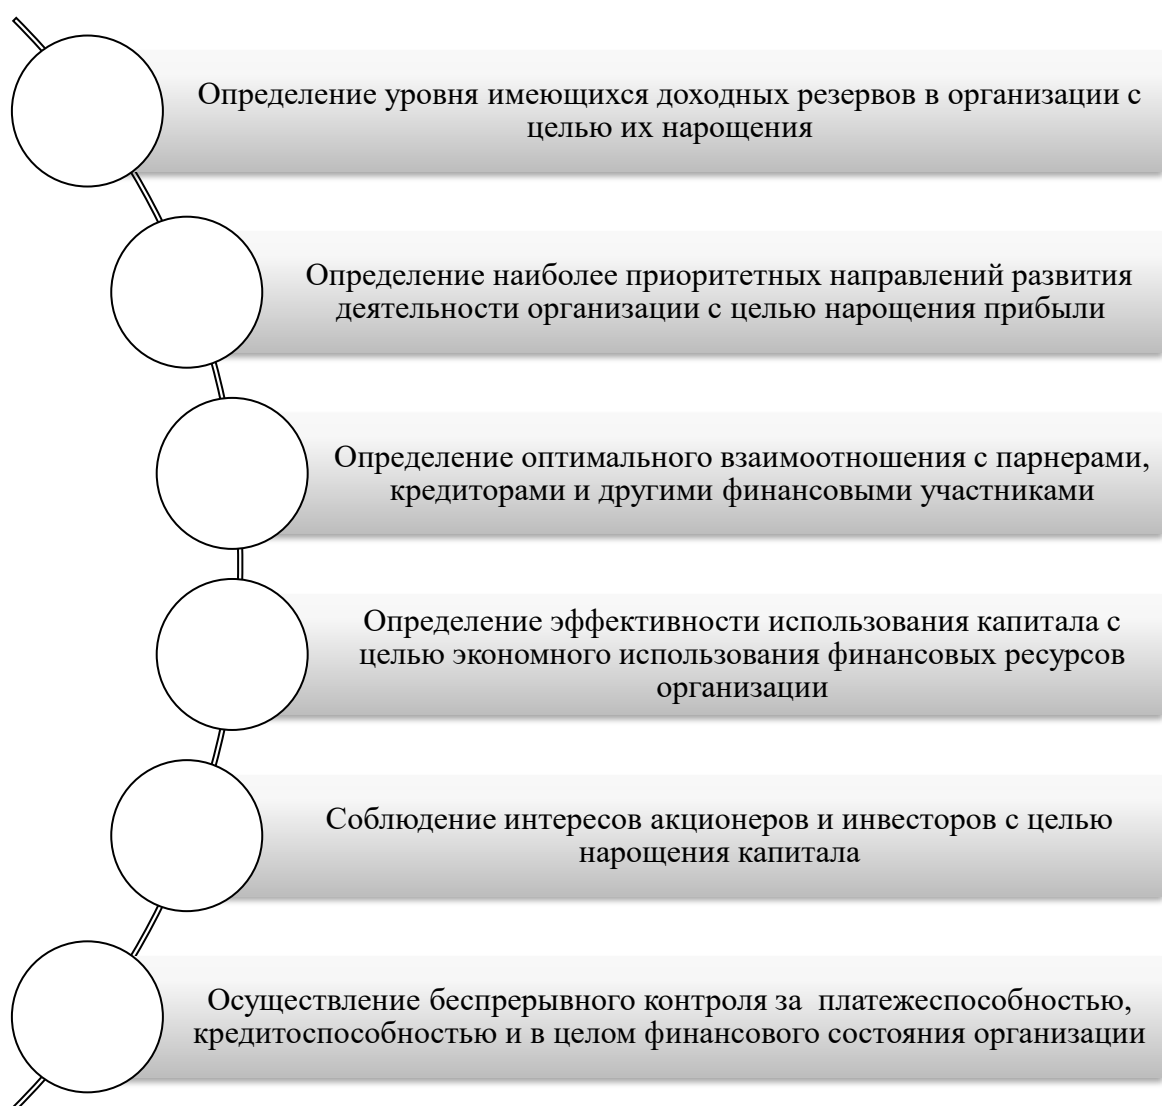 Определение уровня имеющихся доходных резервов в организации с
целью их нарощения
Определение наиболее приоритетных направлений развития
деятельности организации с целью нарощения прибыли
Определение оптимального взаимоотношения с парнерами,
кредиторами и другими финансовыми участниками
Определение эффективности использования капитала с
целью экономного использования финансовых ресурсов
организации
Соблюдение интересов акционеров и инвесторов с целью
нарощения капитала
Осуществление беспрерывного контроля за  платежеспособностью,
кредитоспособностью и в целом финансового состояния организации